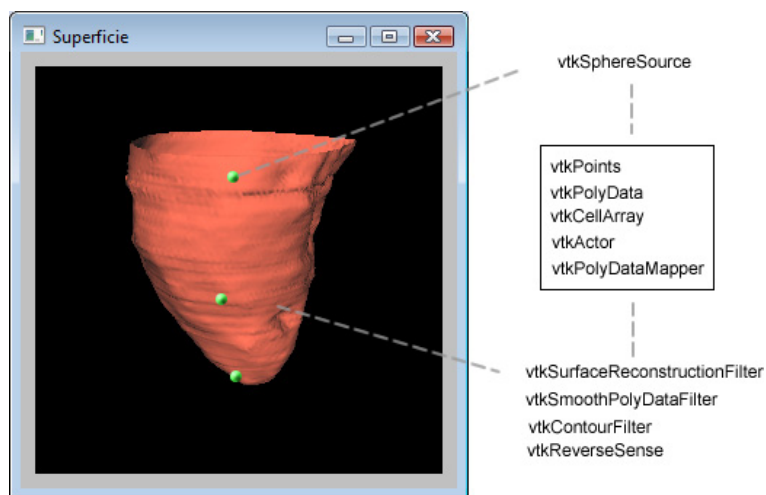 Superficie
vtkSphereSource
vtkPoints
vtkPolyData
vtkCellArray
vtkActor
vtkPolyDataMapper
vtkSurfaceReconstructionFilter
vtkSmoothPolyDataFilter
vtkContourFilter
vtkReverseSense